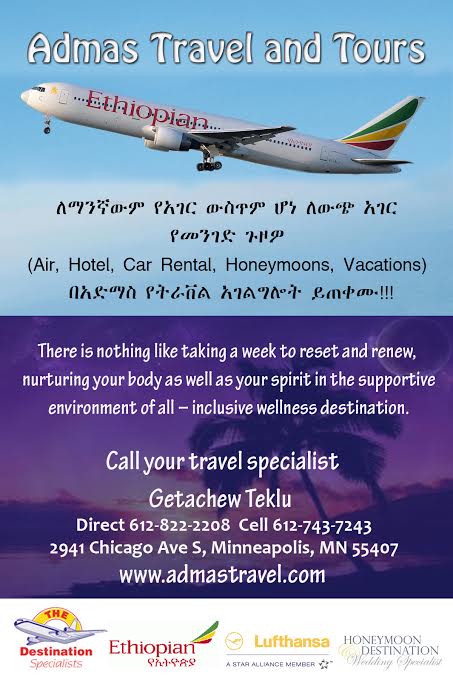 Admas Travel and Tours
Ethiopian
ለማንኛውም የአገር ውስጥም ሆነ ለውጭ አገር
የመንገድ ጉዞዎ
(Air, Hotel, Car Rental, Honeymoons, Vacations)
በአድማስ የትራቨል አገልግሎት ይጠቀሙ!!!
There is nothing like taking a week to reset and renew,
nurturing your body as well as your spirit in the supportive
environment of all – inclusive wellness destination.
Call your travel specialist
Getachew Teklu
Direct 612-822-2208 Cell 612-743-7243
2941 Chicago Ave S, Minneapolis, MN 55407
www.admastravel.com
THE
Destination
Specialists
Ethiopian
የኢትዮጵያ
Lufthansa
A STAR ALLIANCE MEMBER
HONEYMOON
& DESTINATION
Wedding Specialist